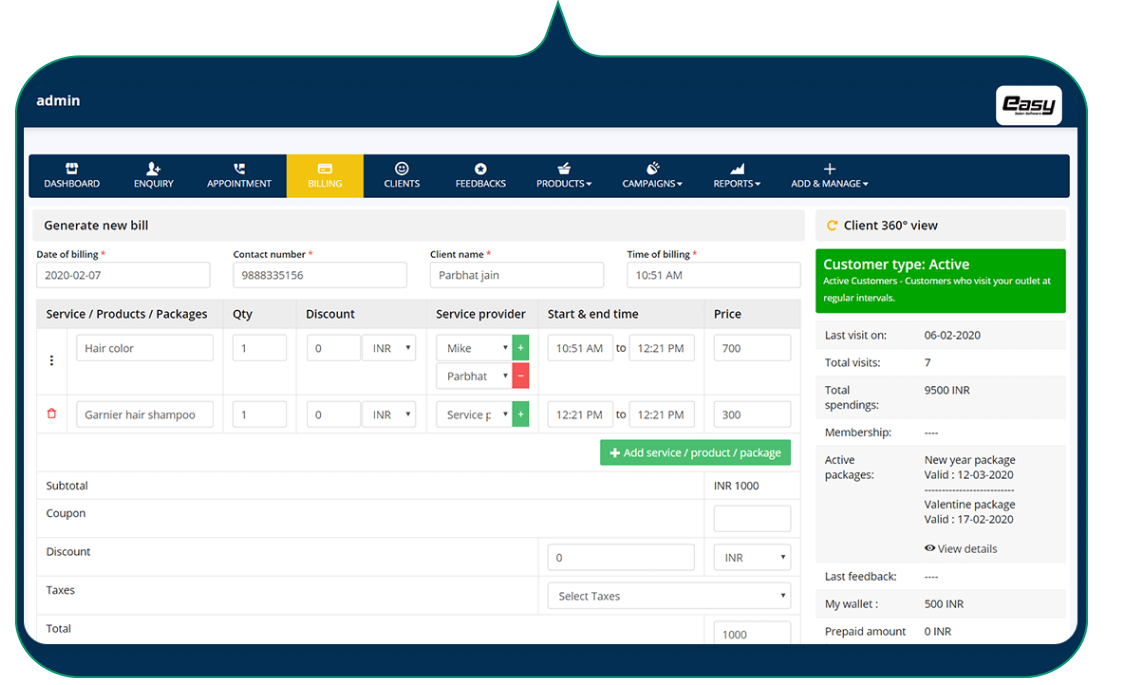 admin
easy
Salon Software
DASHBOARD ENQUIRY APPOINTMENT BILLING CLIENTS FEEDBACKS PRODUCTS CAMPAIGNS REPORTS ADD & MANAGE
Generate new bill
Date of billing * Contact number * Client name * Time of billing *
2020-02-07 9888335156 Parbhat jain 10:51 AM
Service / Products / Packages Qty Discount Service provider Start & end time Price
Hair color 1 0 INR Mike + 10:51 AM to 12:21 PM 700
Parbhat −
Garnier hair shampoo 1 0 INR Service p + 12:21 PM to 12:21 PM 300
+ Add service / product / package
Subtotal INR 1000
Coupon
Discount 0 INR
Taxes Select Taxes
Total 1000
Client 360° view
Customer type: Active
Active Customers - Customers who visit your outlet at
regular intervals.
Last visit on: 06-02-2020
Total visits: 7
Total 9500 INR
spendings:
Membership: ----
Active New year package
packages: Valid : 12-03-2020
-------------------------
Valentine package
Valid : 17-02-2020
View details
Last feedback: ----
My wallet : 500 INR
Prepaid amount 0 INR